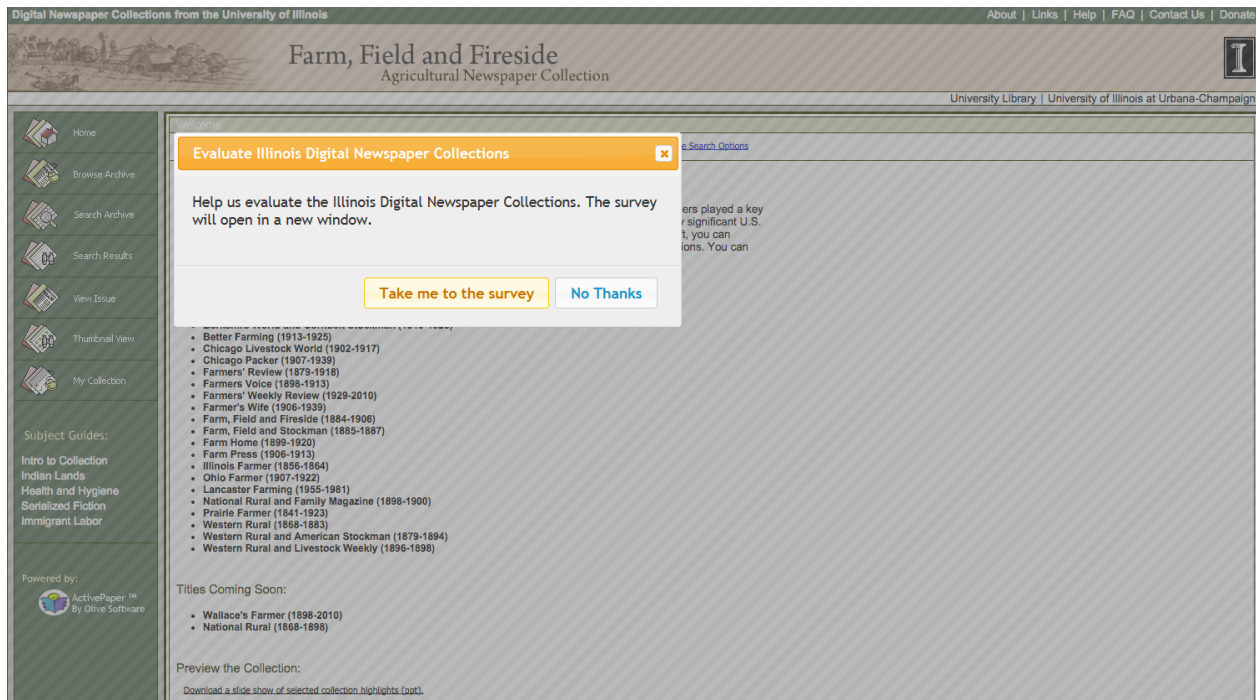 Digital Newspaper Collections from the University of Illinois
About | Links | Help | FAQ | Contact Us | Donate
Farm, Field and Fireside
Agricultural Newspaper Collection
I
University Library | University of Illinois at Urbana-Champaign
Home
Browse Archive
Search Archive
Search Results
View Issue
Thumbnail View
My Collection
Subject Guides:
Intro to Collection
Indian Lands
Health and Hygiene
Serialized Fiction
Immigrant Labor
Powered by:
ActivePaper ™
By Olive Software
Welcome
Search Options
Evaluate Illinois Digital Newspaper Collections
Help us evaluate the Illinois Digital Newspaper Collections. The survey
will open in a new window.
Take me to the survey
No Thanks
played a key
significant U.S.
you can
You can
• Better Farming (1913-1925)
• Chicago Livestock World (1902-1917)
• Chicago Packer (1907-1939)
• Farmers' Review (1879-1918)
• Farmers Voice (1898-1913)
• Farmers' Weekly Review (1929-2010)
• Farmer's Wife (1906-1939)
• Farm, Field and Fireside (1884-1906)
• Farm, Field and Stockman (1885-1887)
• Farm Home (1899-1920)
• Farm Press (1906-1913)
• Illinois Farmer (1856-1864)
• Ohio Farmer (1907-1922)
• Lancaster Farming (1955-1981)
• National Rural and Family Magazine (1898-1900)
• Prairie Farmer (1841-1923)
• Western Rural (1868-1883)
• Western Rural and American Stockman (1879-1894)
• Western Rural and Livestock Weekly (1896-1898)
Titles Coming Soon:
• Wallace's Farmer (1898-2010)
• National Rural (1868-1898)
Preview the Collection:
Download a slide show of selected collection highlights (ppt).